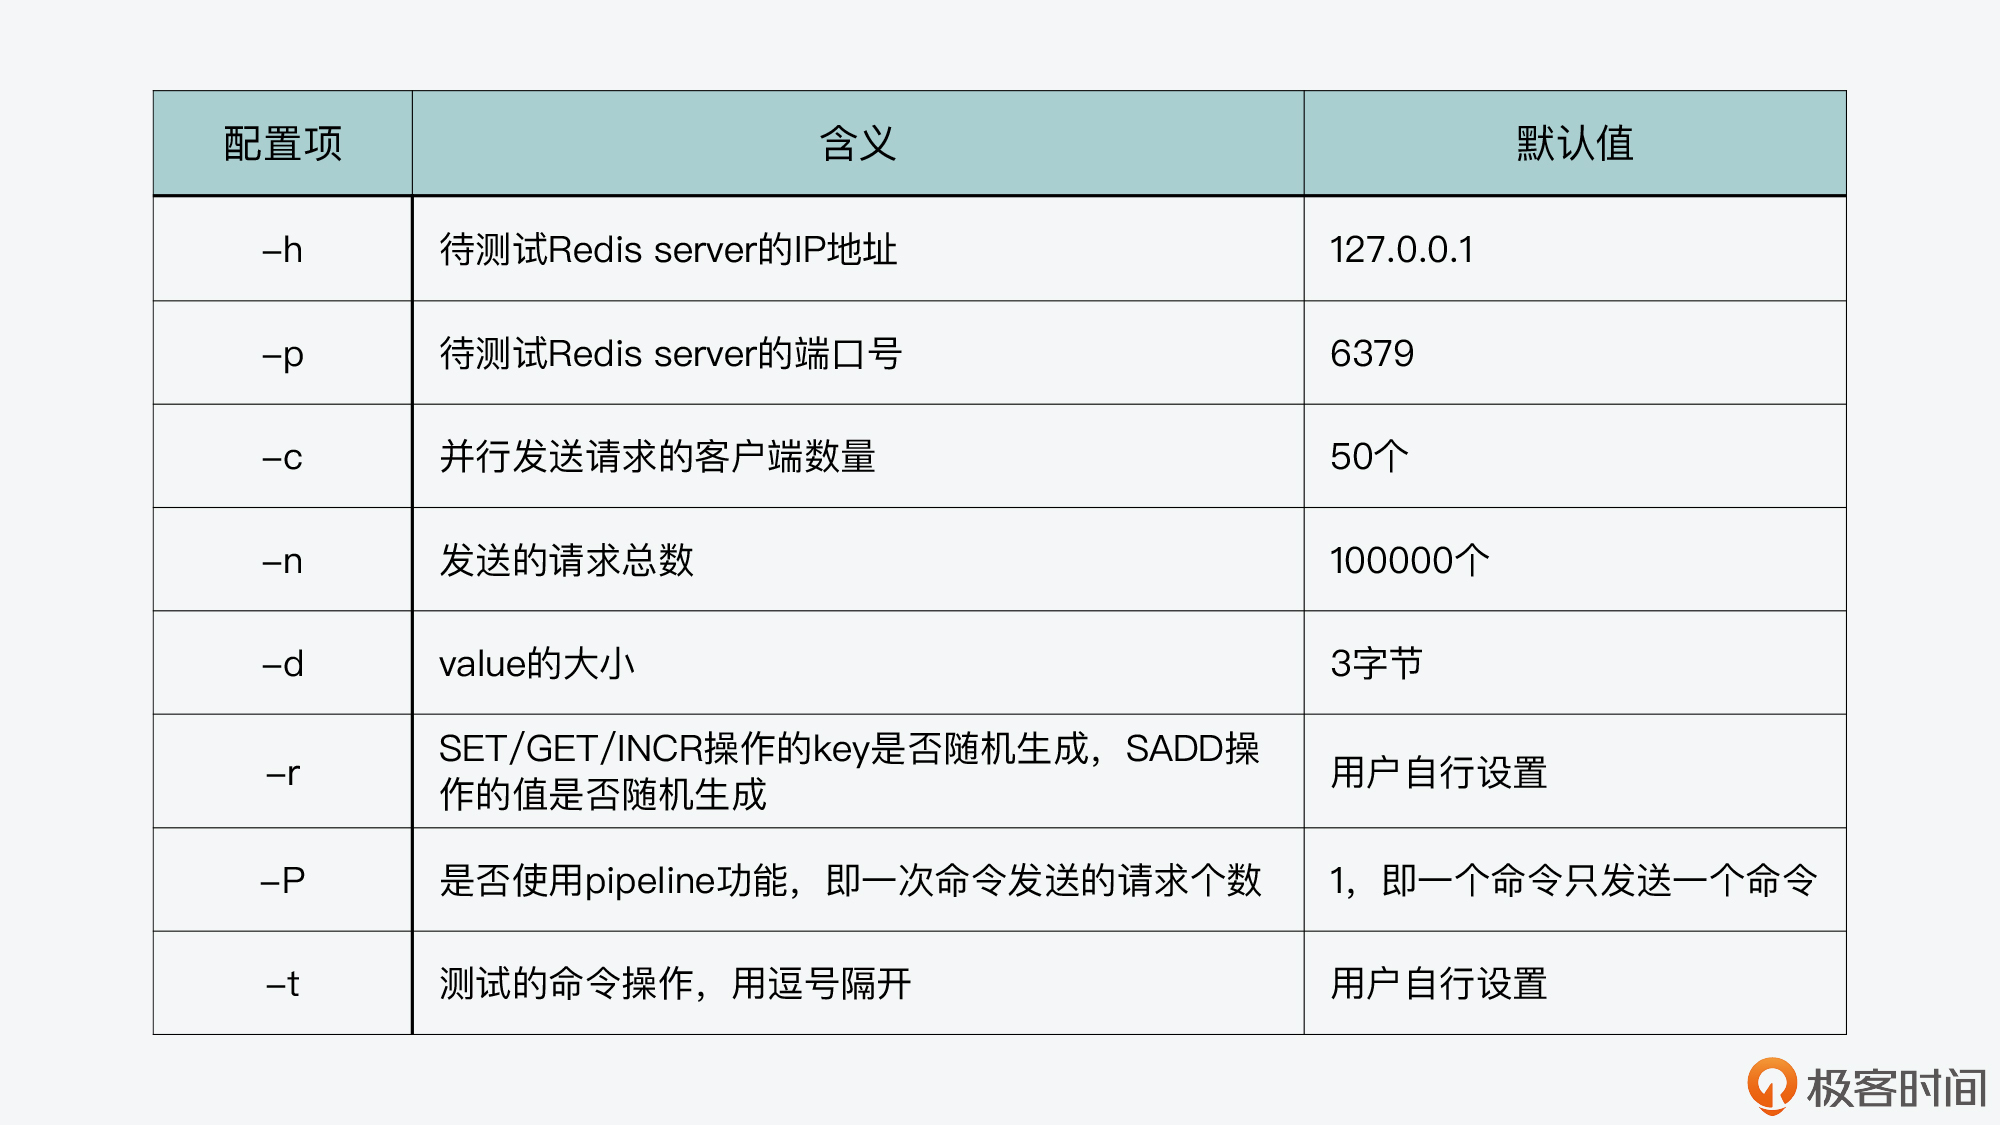 配置项 含义 默认值
–h 待测试Redis server的IP地址 127.0.0.1
–p 待测试Redis server的端口号 6379
–c 并行发送请求的客户端数量 50个
–n 发送的请求总数 100000个
–d value的大小 3字节
–r SET/GET/INCR操作的key是否随机生成，SADD操 用户自行设置
作的值是否随机生成
–P 是否使用pipeline功能，即一次命令发送的请求个数 1，即一个命令只发送一个命令
–t 测试的命令操作，用逗号隔开 用户自行设置
极客时间